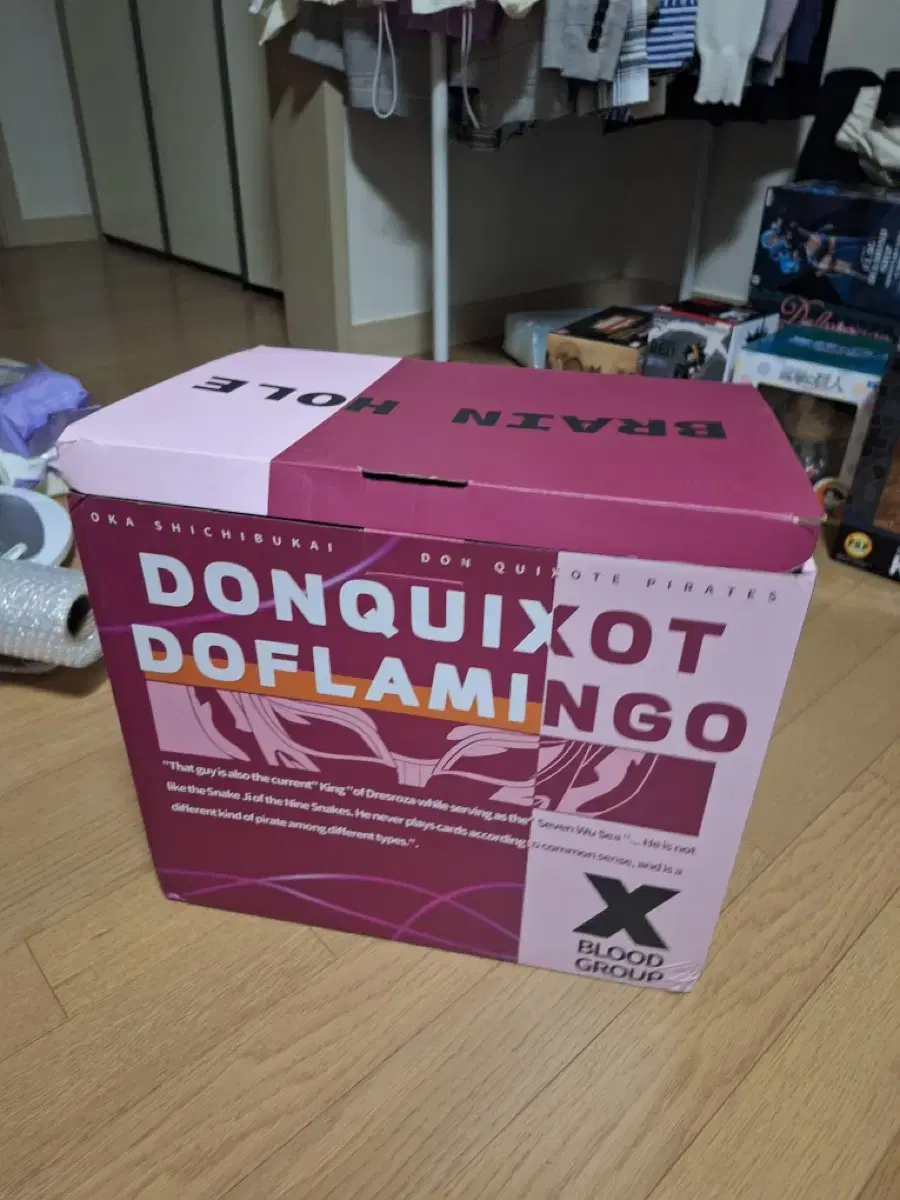 BRAIN HOLE
OKA SHICHIBUKAI
DON QUIXOTE PIRATES
DONQUIXOT
DOFLAMINGO
"That guy is also the current" King "of Dresroza while serving as the" Seven Wu Sea "... He is not
like the Snake Ji of the Nine Snakes. He never plays cards according to common sense, and is a
different kind of pirate among different types.".
X
BLOOD
GROUP